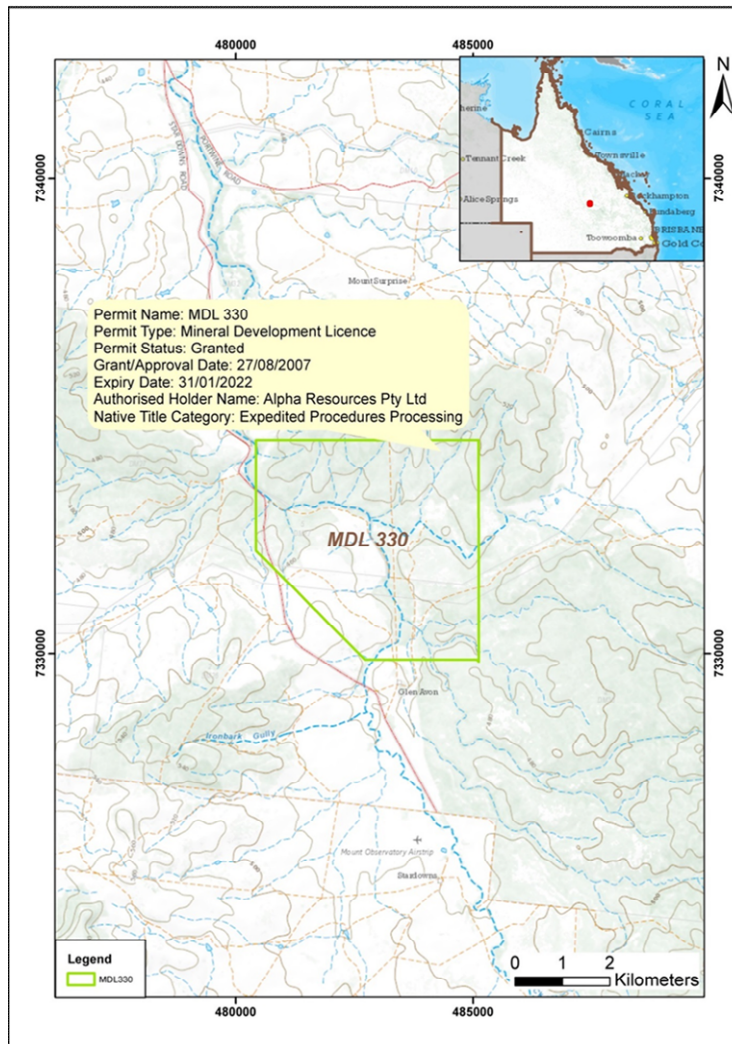 480000
485000
N
CORAL
SEA
Cairns
Tennant Creek
Townsville
Alice Springs
BRISBANE
Toowoomba
7340000
7340000
Mount Surprise
Permit Name: MDL 330
Permit Type: Mineral Development Licence
Permit Status: Granted
Grant/Approval Date: 27/08/2007
Expiry Date: 31/01/2022
Authorised Holder Name: Alpha Resources Pty Ltd
Native Title Category: Expedited Procedures Processing
MDL 330
7330000
7330000
Glen Avon
Ironbark Gully
Mount Observatory Airstrip
Legend
MDL330
0 1 2
Kilometers
480000
485000